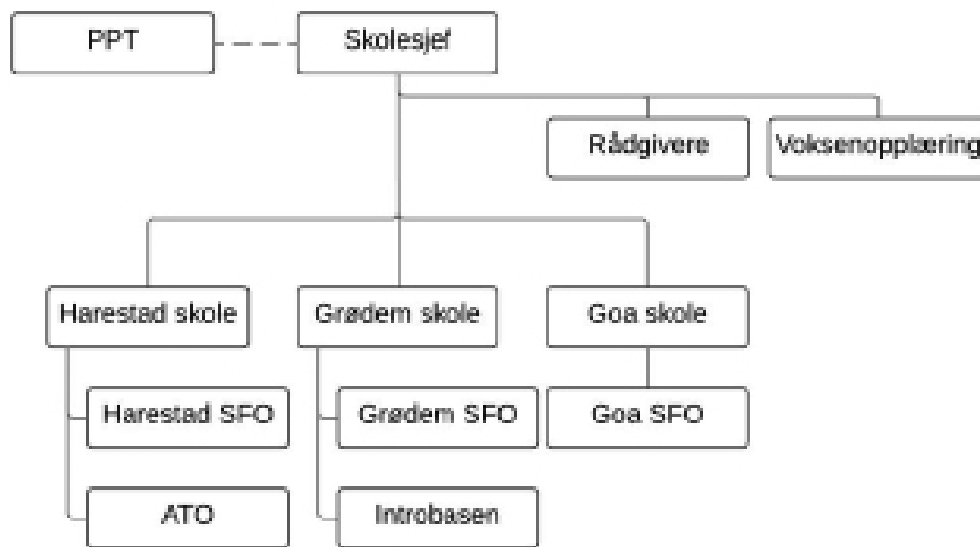 PPT
Skolesjef
Rådgivere
Voksenopplæring
Harestad skole
Grødem skole
Goa skole
Harestad SFO
Grødem SFO
Goa SFO
ATO
Introbasen